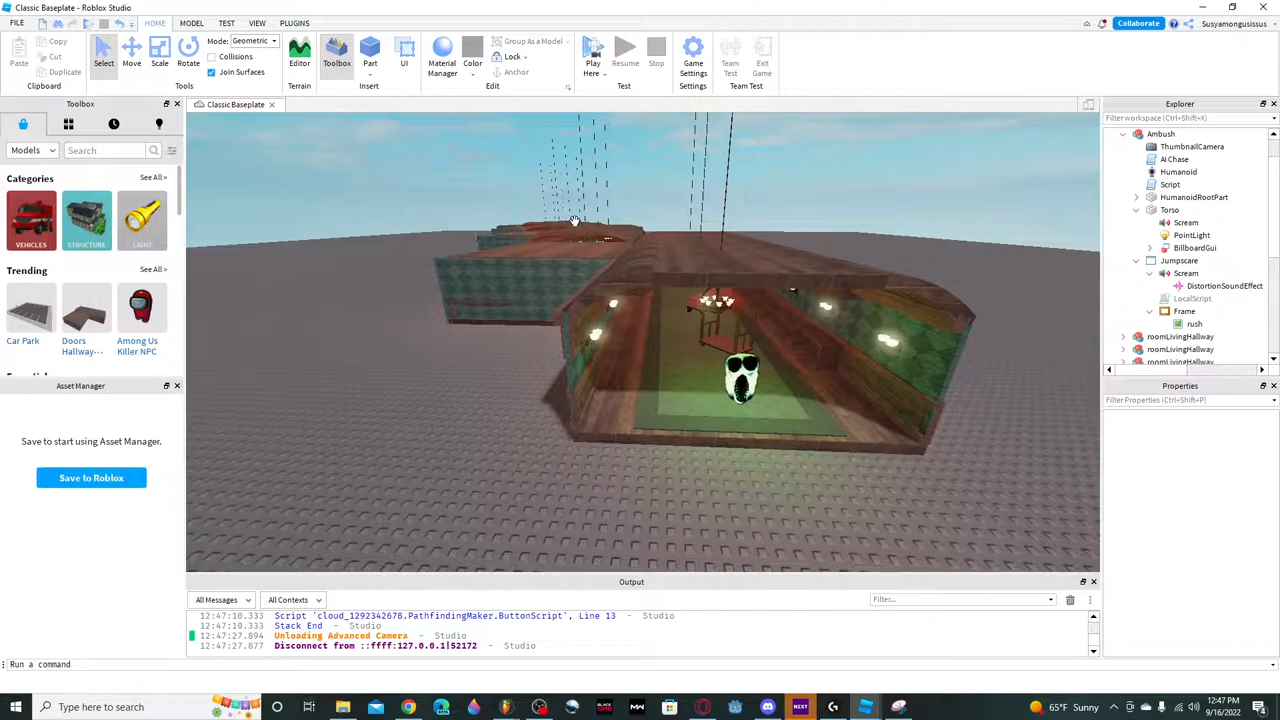 Classic Baseplate - Roblox Studio
FILE
HOME
MODEL
TEST
VIEW
PLUGINS
Collaborate
Susyamongusissus
Paste
Copy
Cut
Duplicate
Clipboard
Select
Move
Scale
Rotate
Mode: Geometric
Collisions
Join Surfaces
Tools
Editor
Terrain
Toolbox
Part
UI
Insert
Material Manager
Color
Group As a Model
Lock
Anchor
Edit
Play Here
Resume
Stop
Test
Game Settings
Settings
Team Test
Exit Game
Team Test
Toolbox
Classic Baseplate
Models
Search
Categories
See All >
VEHICLES
STRUCTURE
LIGHT
Trending
See All >
Car Park
Doors Hallway...
Among Us Killer NPC
Asset Manager
Save to start using Asset Manager.
Save to Roblox
Explorer
Filter workspace (Ctrl+Shift+X)
Ambush
ThumbnailCamera
AI Chase
Humanoid
Script
HumanoidRootPart
Torso
Scream
PointLight
BillboardGui
Jumpscare
Scream
DistortionSoundEffect
LocalScript
Frame
rush
roomLivingHallway
roomLivingHallway
roomLivingHallway
Properties
Filter Properties (Ctrl+Shift+P)
Output
All Messages
All Contexts
Filter...
12:47:10.333 Script 'cloud_1292342678.PathfindingMaker.ButtonScript', Line 13 - Studio
12:47:10.333 Stack End - Studio
12:47:27.894 Unloading Advanced Camera - Studio
12:47:27.877 Disconnect from ::ffff:127.0.0.1|52172 - Studio
Run a command
Type here to search
NIXT
65°F Sunny
12:47 PM
9/16/2022